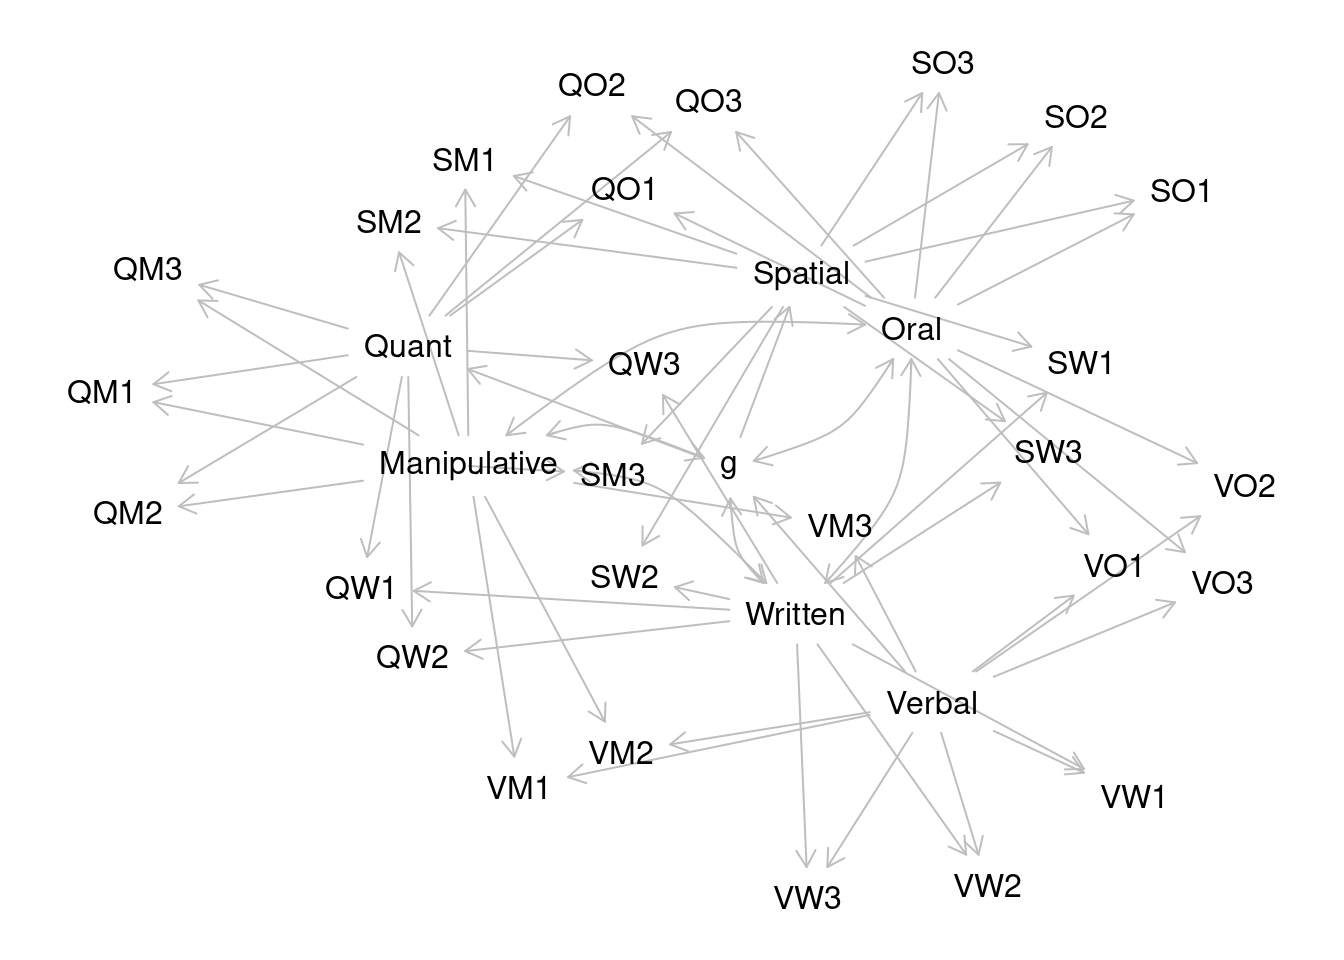 SO3
QO2
QO3
SO2
SM1
QO1
SO1
SM2
QM3
Spatial
Oral
Quant
QW3
SW1
QM1
SW3
Manipulative
SM3
g
VO2
QM2
VM3
VO1
SW2
VO3
QW1
Written
QW2
Verbal
VM2
VM1
VW1
VW2
VW3